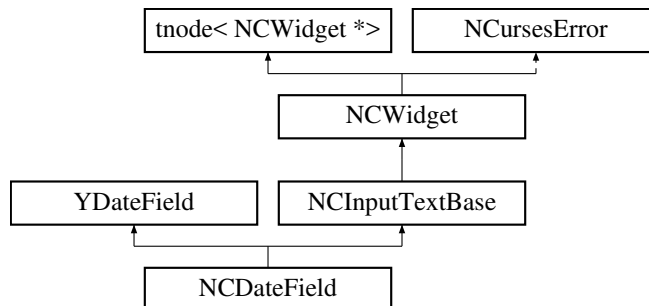 tnode< NCWidget *>
NCursesError
NCWidget
YDateField
NCInputTextBase
NCDateField